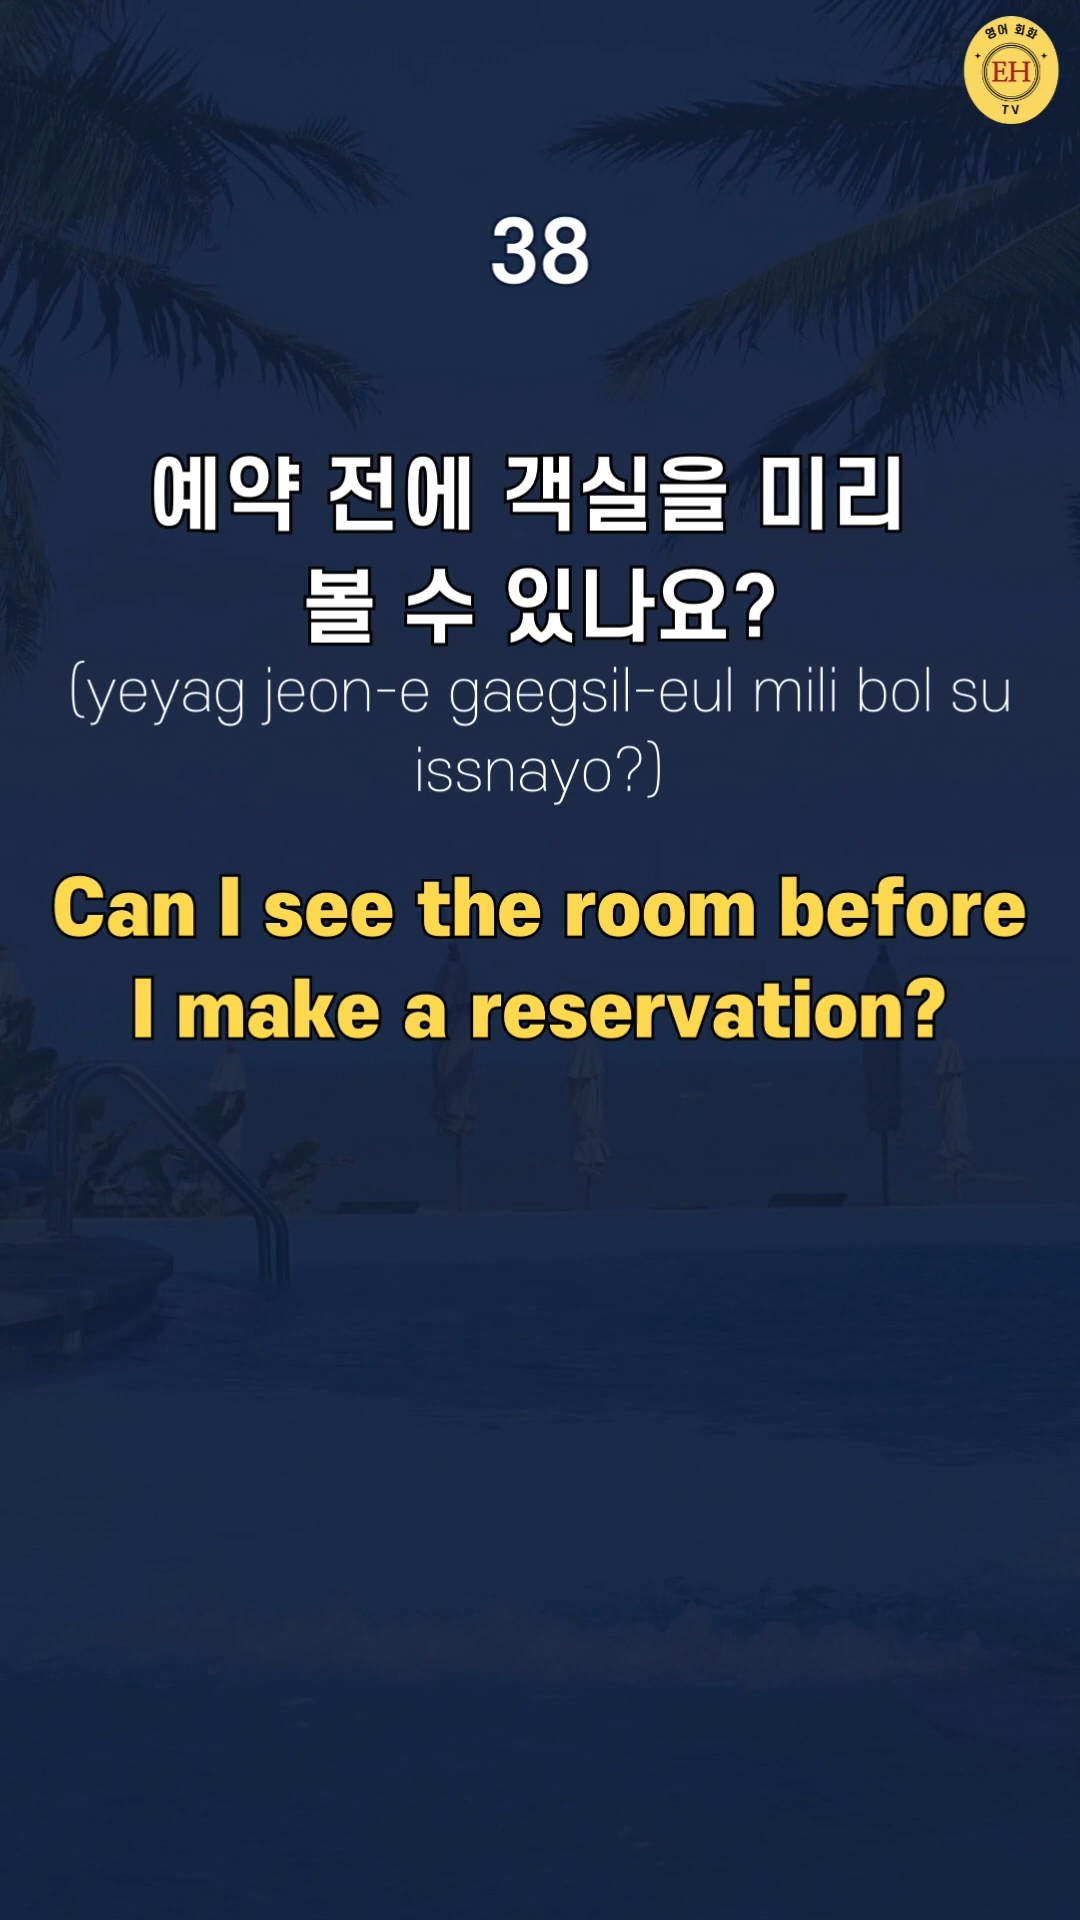 영어 회화
EH
TV
38
예약 전에 객실을 미리
볼 수 있나요?
(yeyag jeon-e gaegsil-eul mili bol su
issnayo?)
Can I see the room before
I make a reservation?